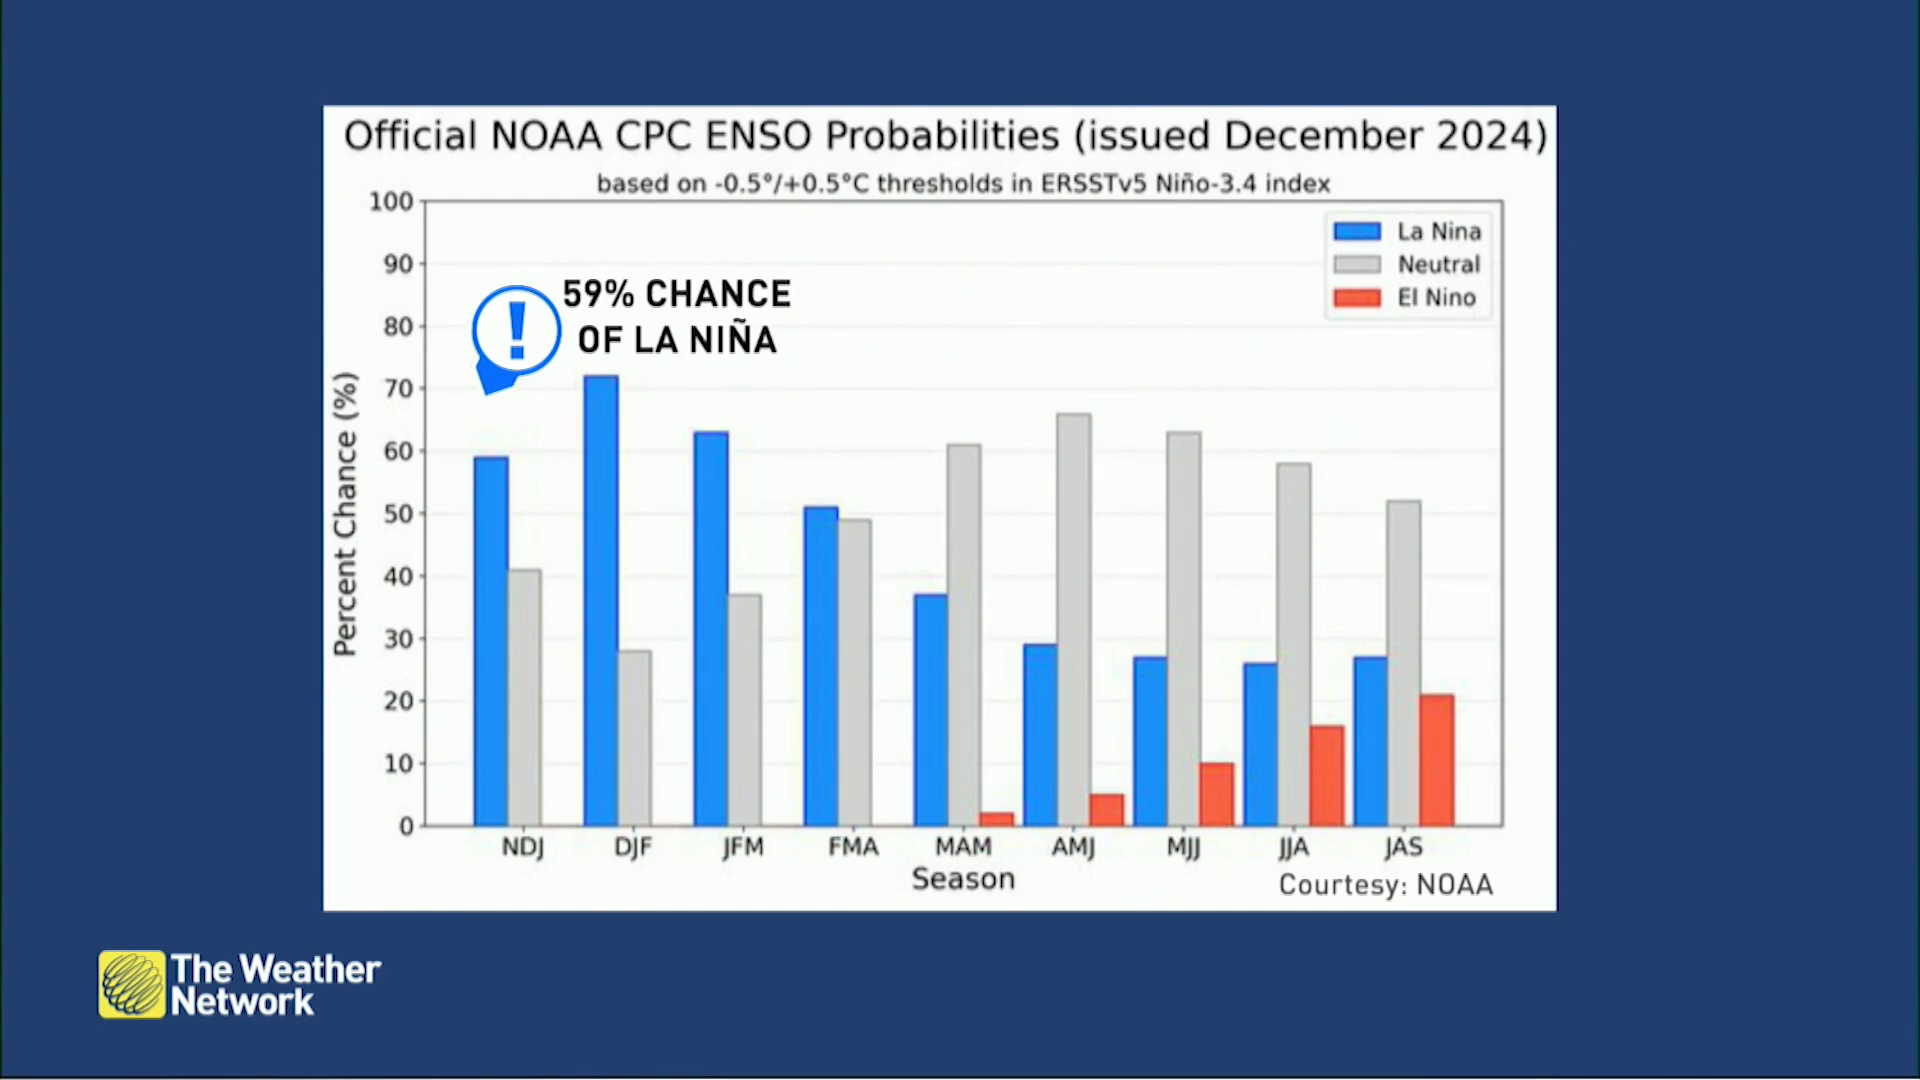 Official NOAA CPC ENSO Probabilities (issued December 2024)
based on -0.5°/+0.5°C thresholds in ERSSTv5 Niño-3.4 index
Percent Chance (%)
100
90
80
70
60
50
40
30
20
10
0
La Nina
Neutral
El Nino
!
59% CHANCE
OF LA NIÑA
NDJ DJF JFM FMA MAM AMJ MJJ JJA JAS
Season
Courtesy: NOAA
The Weather
Network